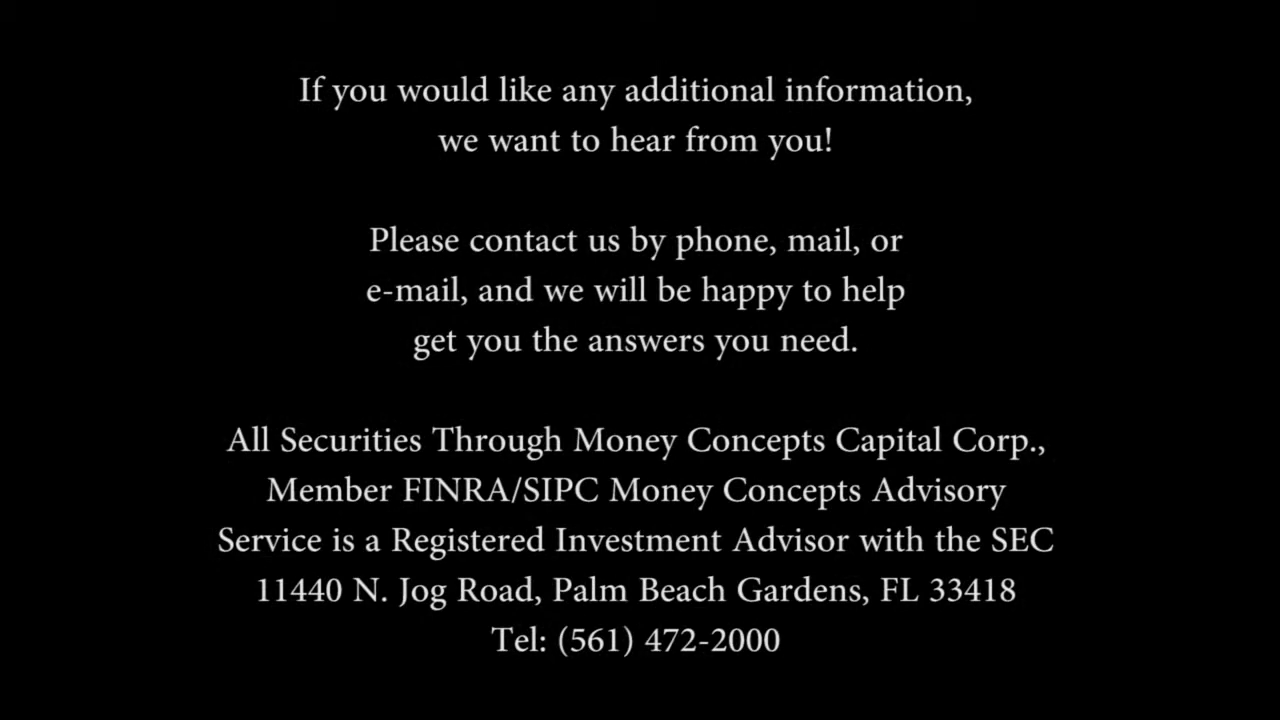 If you would like any additional information,
we want to hear from you!
Please contact us by phone, mail, or
e-mail, and we will be happy to help
get you the answers you need.
All Securities Through Money Concepts Capital Corp.,
Member FINRA/SIPC Money Concepts Advisory
Service is a Registered Investment Advisor with the SEC
11440 N. Jog Road, Palm Beach Gardens, FL 33418
Tel: (561) 472-2000